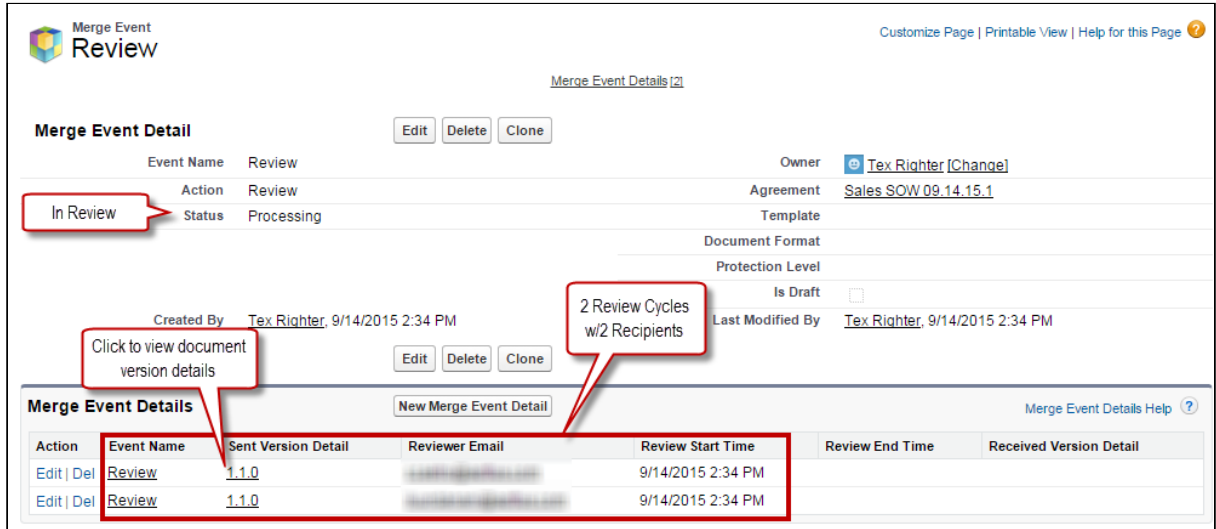 Merge Event
Review
Customize Page | Printable View | Help for this Page ?
Merge Event Details [2]
Merge Event Detail
Edit Delete Clone
Event Name Review Owner Tex Righter [Change]
Action Review Agreement Sales SOW 09.14.15.1
In Review
Status Processing Template
Document Format
Protection Level
Is Draft
2 Review Cycles
w/2 Recipients
Created By Tex Righter, 9/14/2015 2:34 PM Last Modified By Tex Righter, 9/14/2015 2:34 PM
Click to view document
version details
Edit Delete Clone
Merge Event Details New Merge Event Detail Merge Event Details Help ?
Action Event Name Sent Version Detail Reviewer Email Review Start Time Review End Time Received Version Detail
Edit | Del Review 1.1.0 9/14/2015 2:34 PM
Edit | Del Review 1.1.0 9/14/2015 2:34 PM